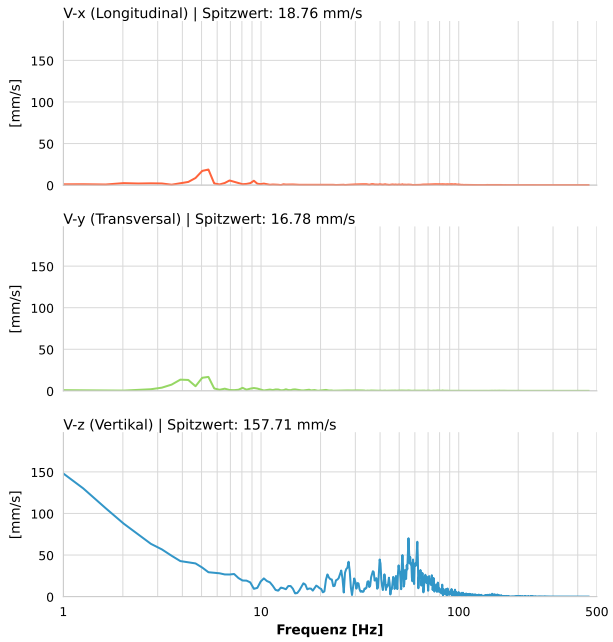 V-x (Longitudinal) | Spitzwert: 18.76 mm/s
150
100
50
0
[mm/s]
V-y (Transversal) | Spitzwert: 16.78 mm/s
150
100
50
0
[mm/s]
V-z (Vertikal) | Spitzwert: 157.71 mm/s
150
100
50
0
[mm/s]
1 10 100 500
Frequenz [Hz]